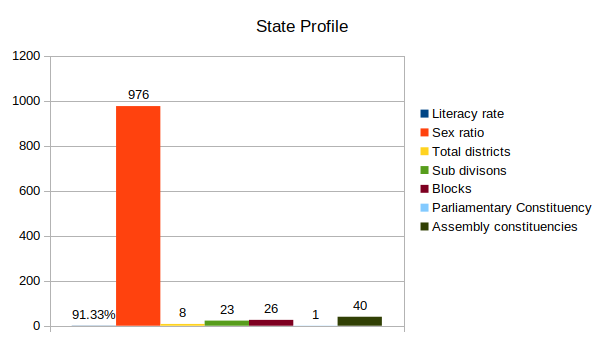 State Profile
1200
1000
800
600
400
200
0
976
91.33%
8
23
26
1
40
Literacy rate
Sex ratio
Total districts
Sub divisons
Blocks
Parliamentary Constituency
Assembly constituencies